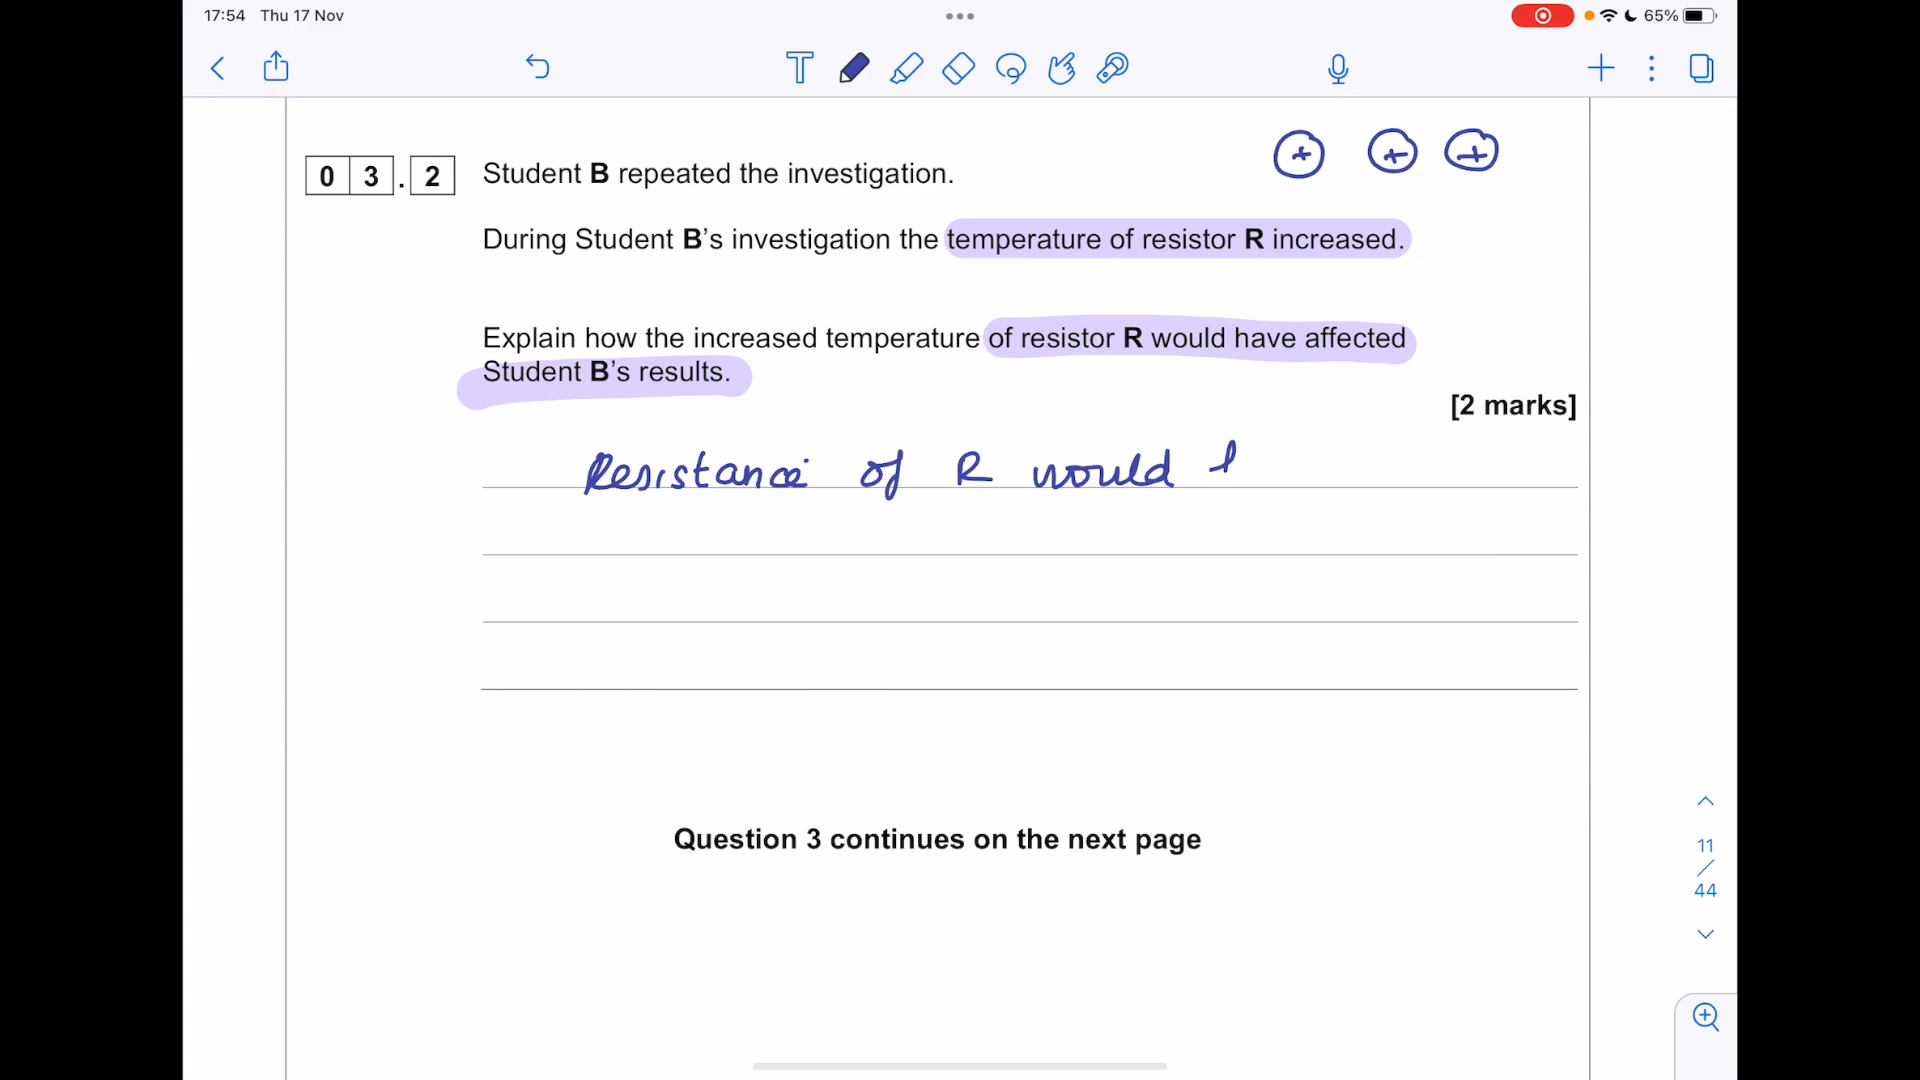 17:54 Thu 17 Nov
65%
T
0 3 . 2 Student B repeated the investigation.
During Student B's investigation the temperature of resistor R increased.
Explain how the increased temperature of resistor R would have affected
Student B's results.
[2 marks]
Resistance of R would
Question 3 continues on the next page
11
/
44